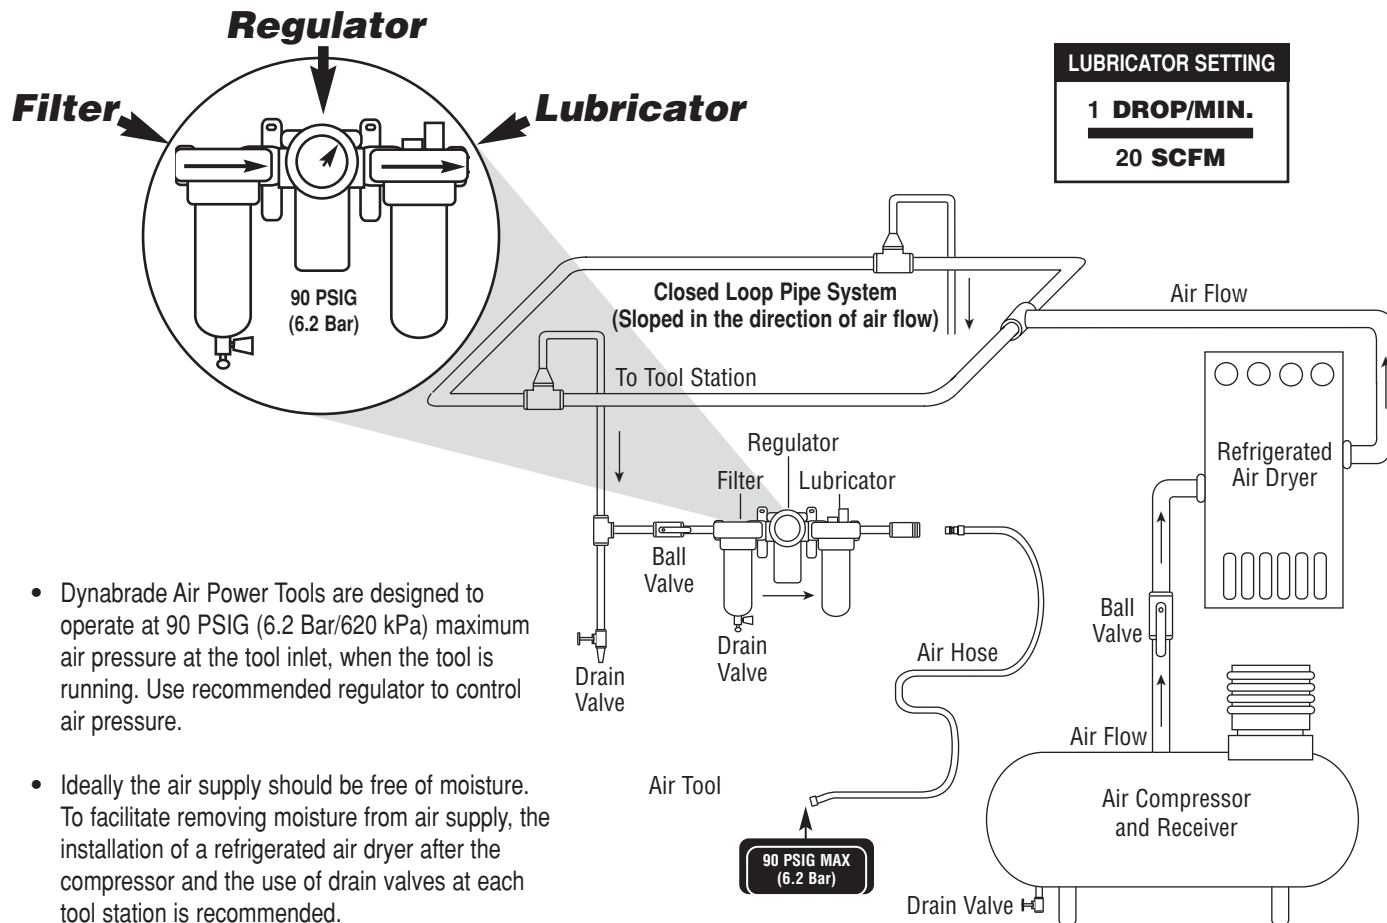 Regulator
Filter
Lubricator
90 PSIG
(6.2 Bar)
LUBRICATOR SETTING
1 DROP/MIN.
20 SCFM
Closed Loop Pipe System
(Sloped in the direction of air flow)
Air Flow
To Tool Station
Refrigerated
Air Dryer
Regulator
Filter
Lubricator
Ball
Valve
Drain
Valve
Drain
Valve
Air Hose
Ball
Valve
Air Flow
Air Tool
90 PSIG MAX
(6.2 Bar)
Air Compressor
and Receiver
Drain Valve
• Dynabrade Air Power Tools are designed to
operate at 90 PSIG (6.2 Bar/620 kPa) maximum
air pressure at the tool inlet, when the tool is
running. Use recommended regulator to control
air pressure.
• Ideally the air supply should be free of moisture.
To facilitate removing moisture from air supply, the
installation of a refrigerated air dryer after the
compressor and the use of drain valves at each
tool station is recommended.